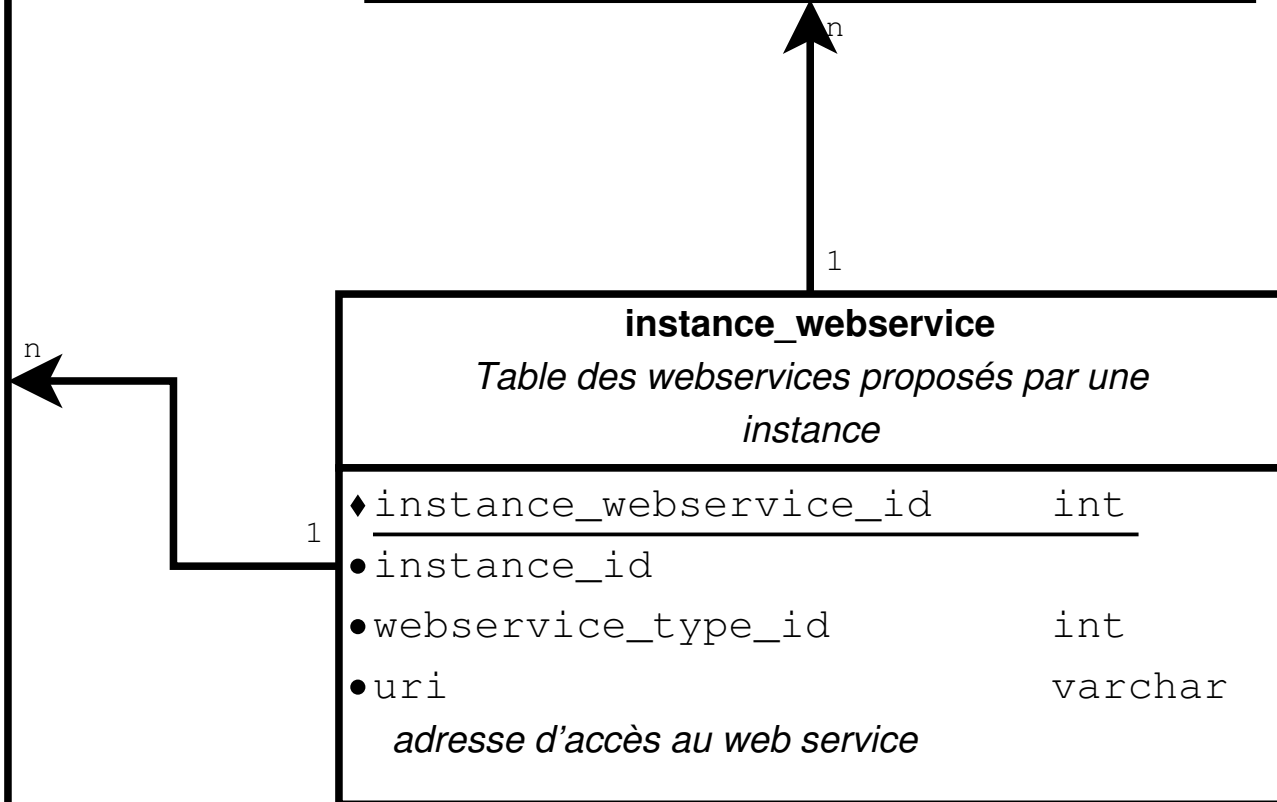 n
1
instance_webservice
Table des webservices proposés par une
instance
n
instance_webservice_id int
1
instance_id
webservice_type_id int
uri varchar
adresse d'accès au web service